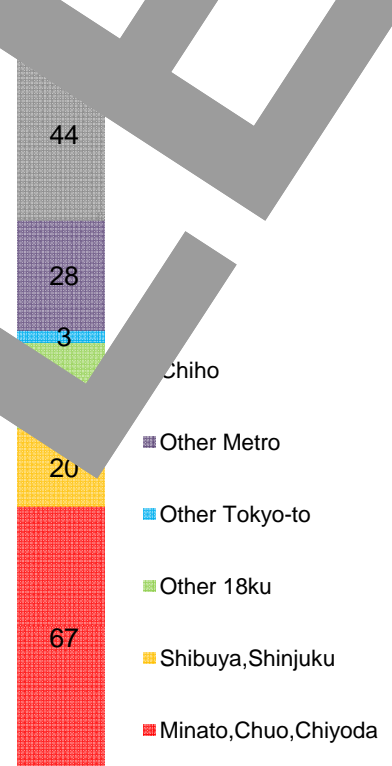 44
28
3
20
67
Chiho
Other Metro
Other Tokyo-to
Other 18ku
Shibuya,Shinjuku
Minato,Chuo,Chiyoda